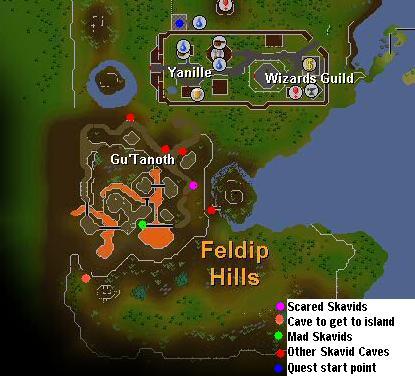 Yanille
Wizards Guild
Gu'Tanoth
Feldip
Hills
Scared Skavids
Cave to get to island
Mad Skavids
Other Skavid Caves
Quest start point